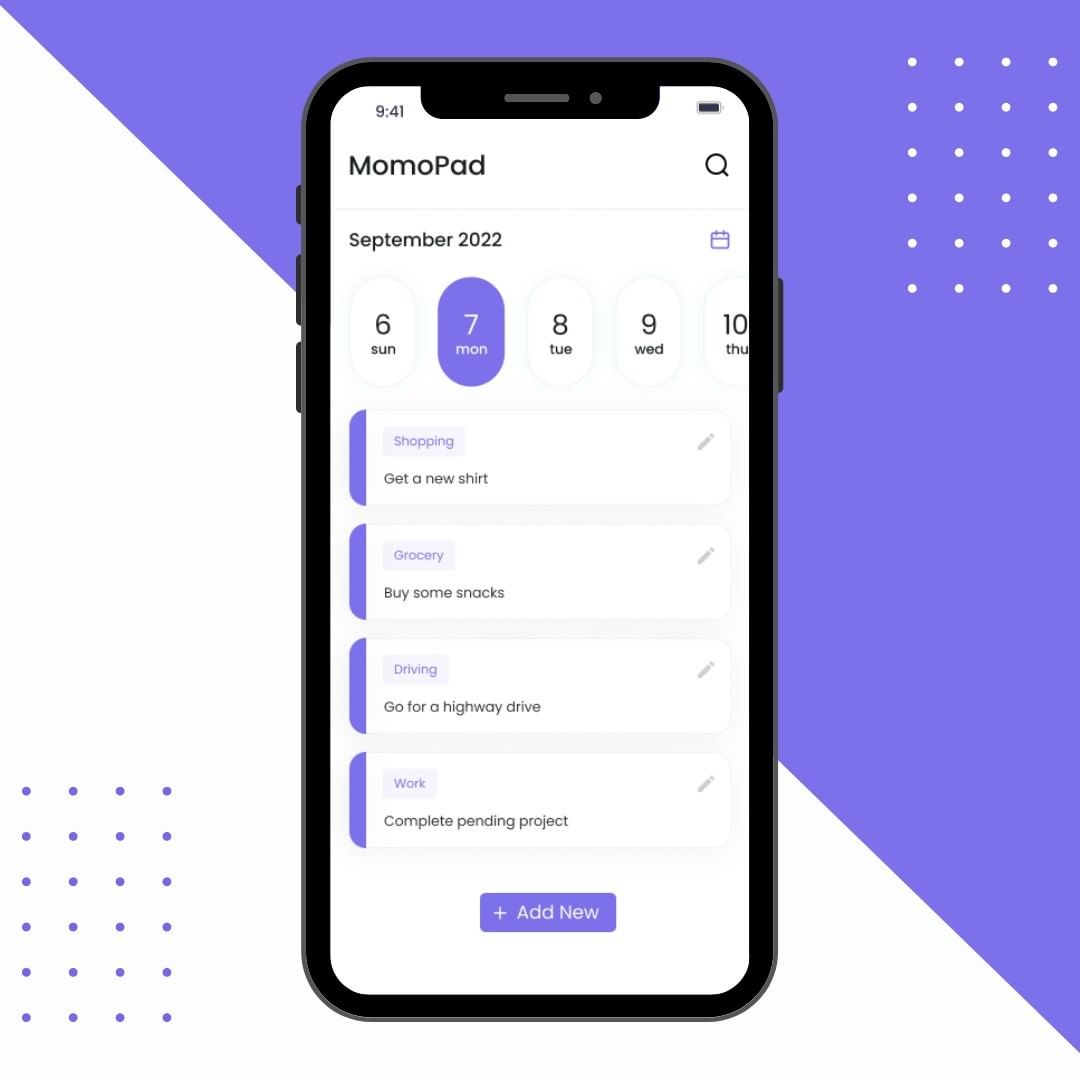 9:41
MomoPad
September 2022
6 7 8 9 10
sun mon tue wed thu
Shopping
Get a new shirt
Grocery
Buy some snacks
Driving
Go for a highway drive
Work
Complete pending project
+ Add New